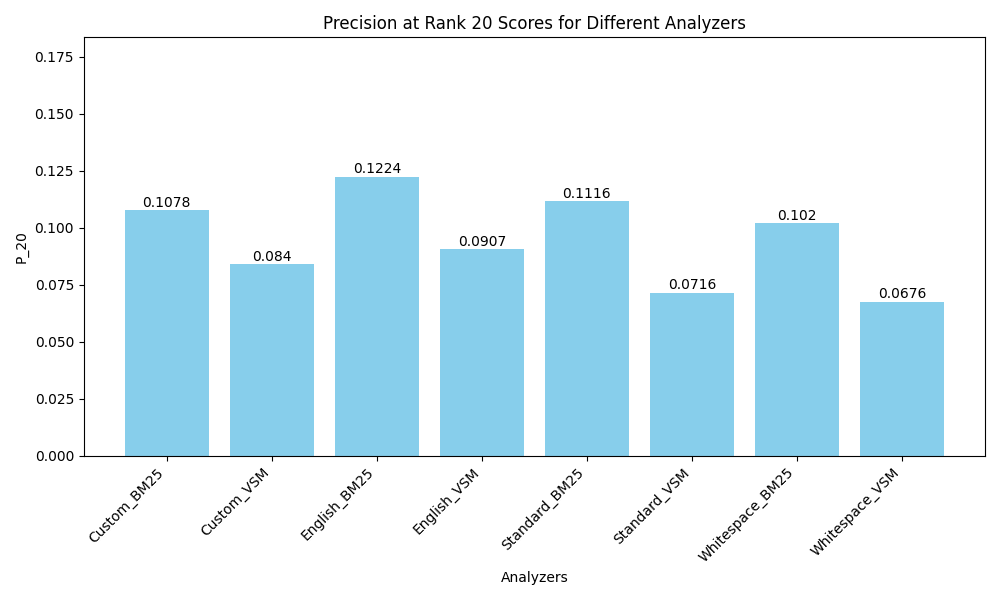 Precision at Rank 20 Scores for Different Analyzers
P_20
0.175
0.150
0.125
0.100
0.075
0.050
0.025
0.000
0.1078
0.084
0.1224
0.0907
0.1116
0.0716
0.102
0.0676
Custom_BM25
Custom_VSM
English_BM25
English_VSM
Standard_BM25
Standard_VSM
Whitespace_BM25
Whitespace_VSM
Analyzers